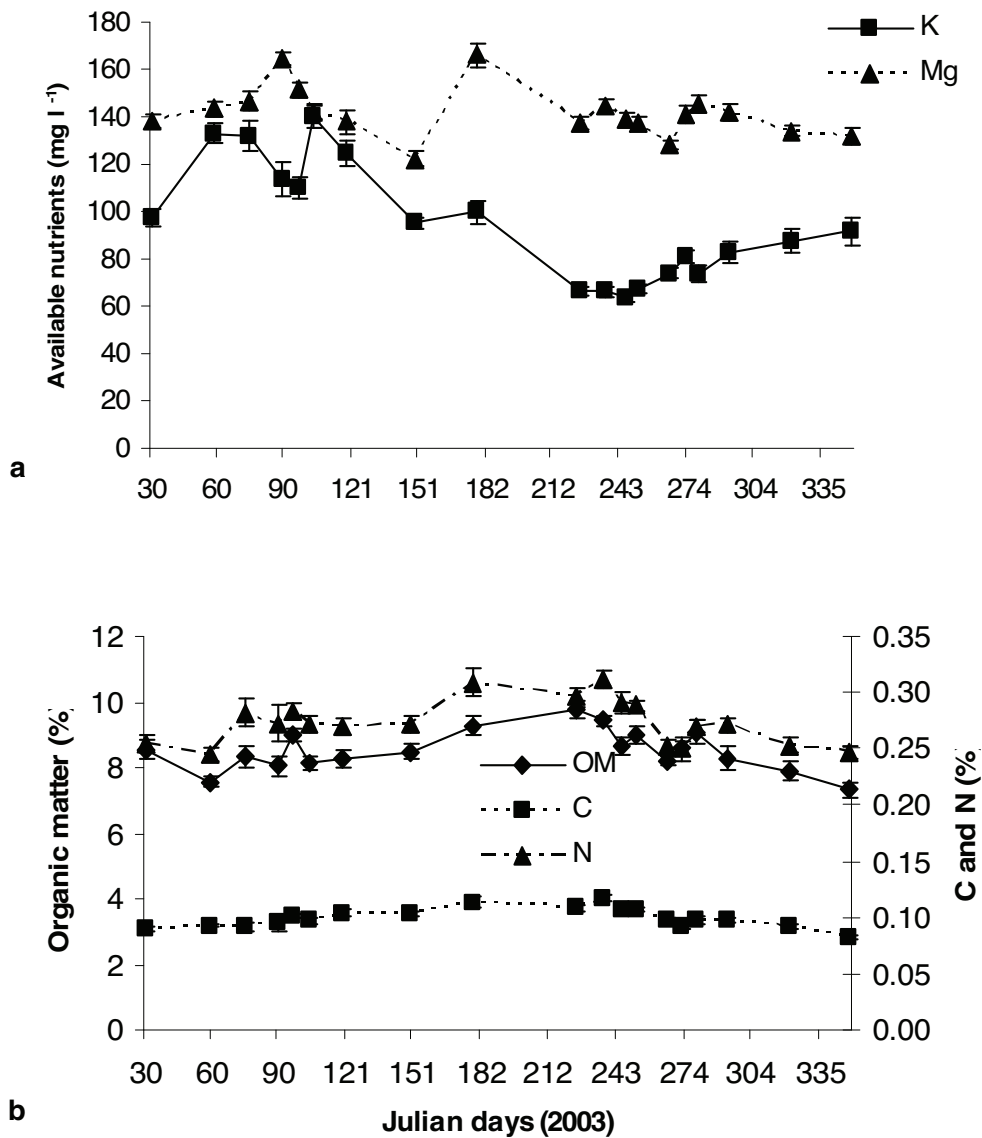 K
Mg
Available nutrients (mg l -1)
180
160
140
120
100
80
60
40
20
0
30 60 90 121 151 182 212 243 274 304 335
a
OM
C
N
Organic matter (%)
12
10
8
6
4
2
0
C and N (%
0.35
0.30
0.25
0.20
0.15
0.10
0.05
0.00
30 60 90 121 151 182 212 243 274 304 335
b
Julian days (2003)